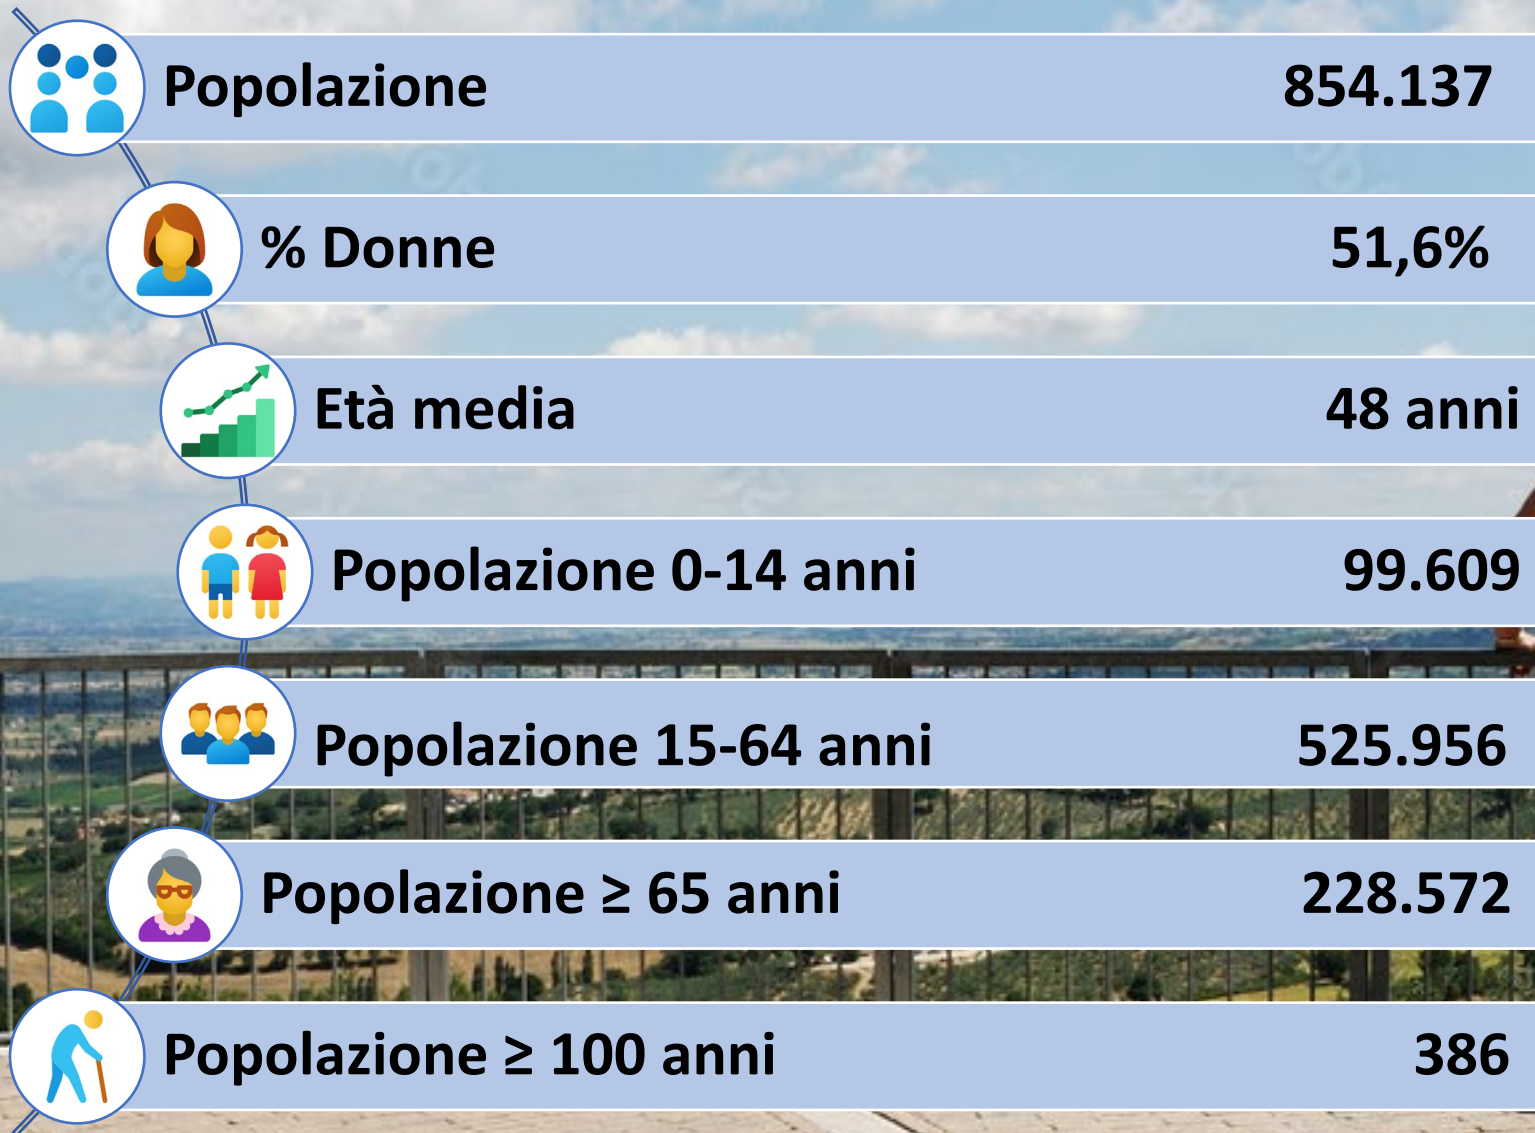 Popolazione 854.137
% Donne 51,6%
Età media 48 anni
Popolazione 0-14 anni 99.609
Popolazione 15-64 anni 525.956
Popolazione ≥ 65 anni 228.572
Popolazione ≥ 100 anni 386